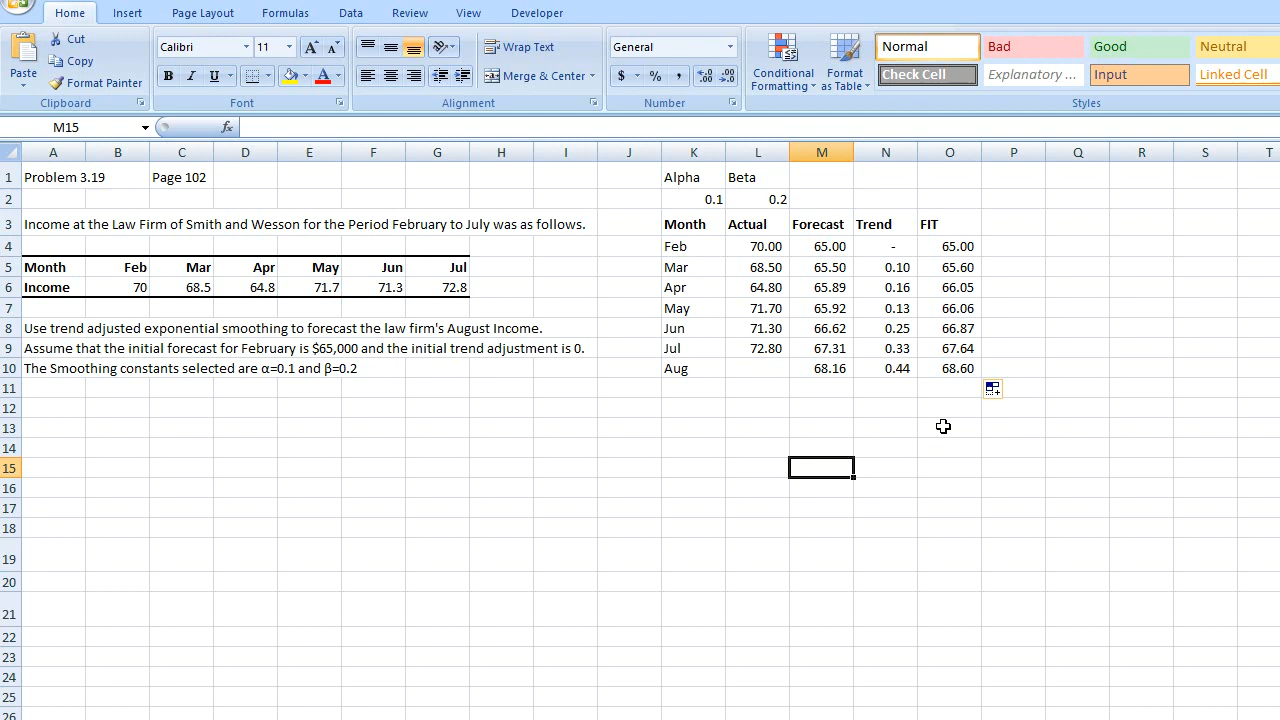 Home Insert Page Layout Formulas Data Review View Developer
Paste Cut Copy Format Painter
Clipboard
Calibri 11
B I U A
Font
Wrap Text
Merge & Center
Alignment
General
$ % ,
Number
Conditional Formatting
Format as Table
Normal Bad Good Neutral
Check Cell Explanatory ... Input Linked Cell
Styles
M15 fx
A B C D E F G H I J K L M N O P Q R S T
1 Problem 3.19 Page 102 Alpha Beta
2 0.1 0.2
3 Income at the Law Firm of Smith and Wesson for the Period February to July was as follows. Month Actual Forecast Trend FIT
4 Feb 70.00 65.00 - 65.00
5 Month Feb Mar Apr May Jun Jul Mar 68.50 65.50 0.10 65.60
6 Income 70 68.5 64.8 71.7 71.3 72.8 Apr 64.80 65.89 0.16 66.05
7 May 71.70 65.92 0.13 66.06
8 Use trend adjusted exponential smoothing to forecast the law firm's August Income. Jun 71.30 66.62 0.25 66.87
9 Assume that the initial forecast for February is $65,000 and the initial trend adjustment is 0. Jul 72.80 67.31 0.33 67.64
10 The Smoothing constants selected are α=0.1 and β=0.2 Aug 68.16 0.44 68.60
11
12
13
14
15
16
17
18
19
20
21
22
23
24
25
26